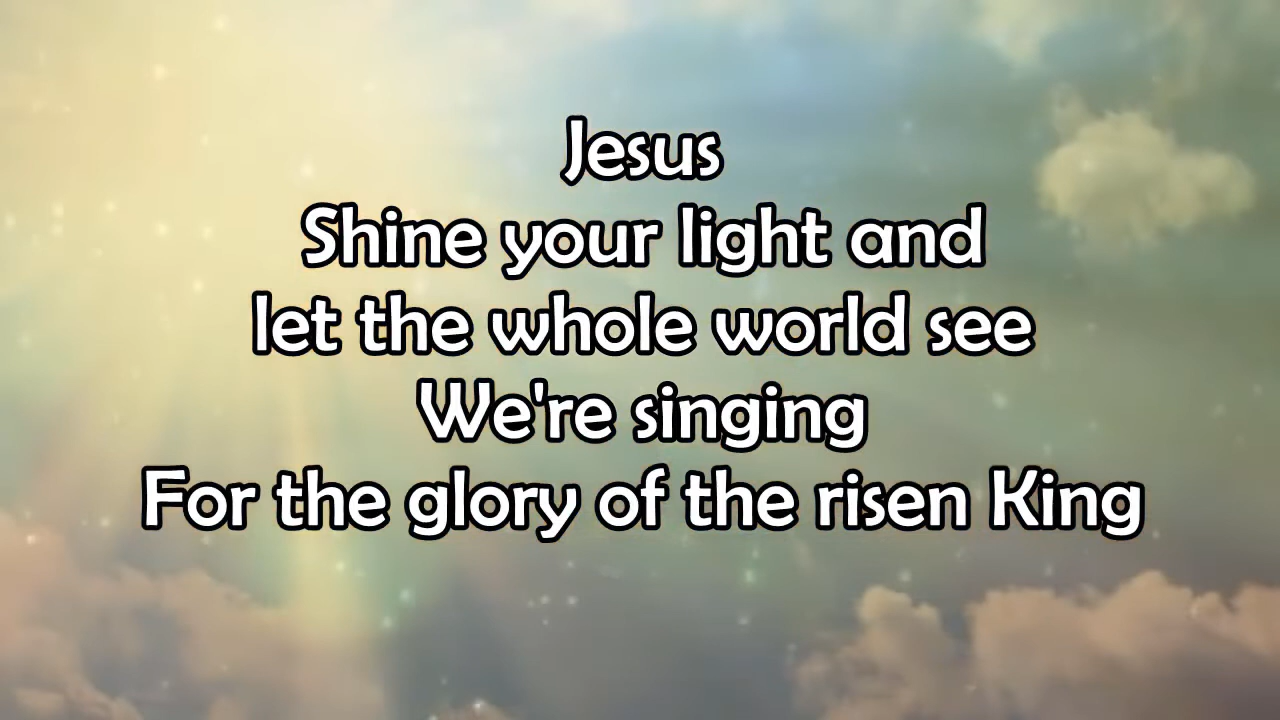 Jesus
Shine your light and
let the whole world see
We're singing
For the glory of the risen King